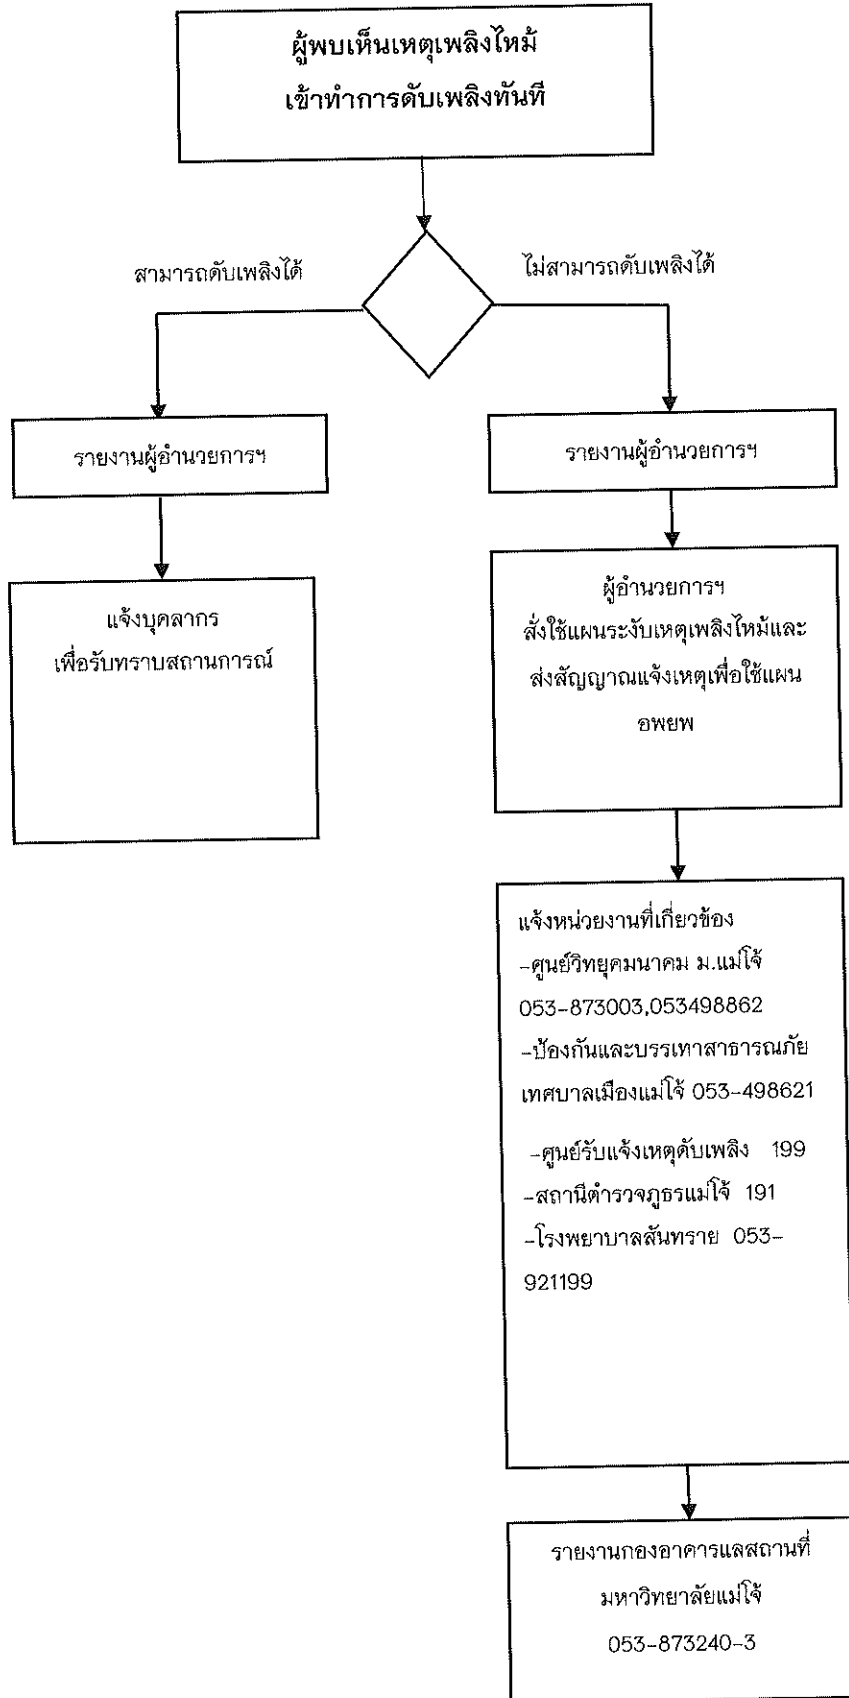 ผู้พบเห็นเหตุเพลิงไหม้
เข้าทำการดับเพลิงทันที
สามารถดับเพลิงได้
ไม่สามารถดับเพลิงได้
รายงานผู้อำนวยการฯ
รายงานผู้อำนวยการฯ
แจ้งบุคลากร
เพื่อรับทราบสถานการณ์
ผู้อำนวยการฯ
สั่งใช้แผนระงับเหตุเพลิงไหม้และ
ส่งสัญญาณแจ้งเหตุเพื่อใช้แผน
อพยพ
แจ้งหน่วยงานที่เกี่ยวข้อง
-ศูนย์วิทยุคมนาคม ม.แม่โจ้
053-873003,053498862
-ป้องกันและบรรเทาสาธารณภัย
เทศบาลเมืองแม่โจ้ 053-498621
-ศูนย์รับแจ้งเหตุดับเพลิง 199
-สถานีตำรวจภูธรแม่โจ้ 191
-โรงพยาบาลสันทราย 053-
921199
รายงานกองอาคารแลสถานที่
มหาวิทยาลัยแม่โจ้
053-873240-3